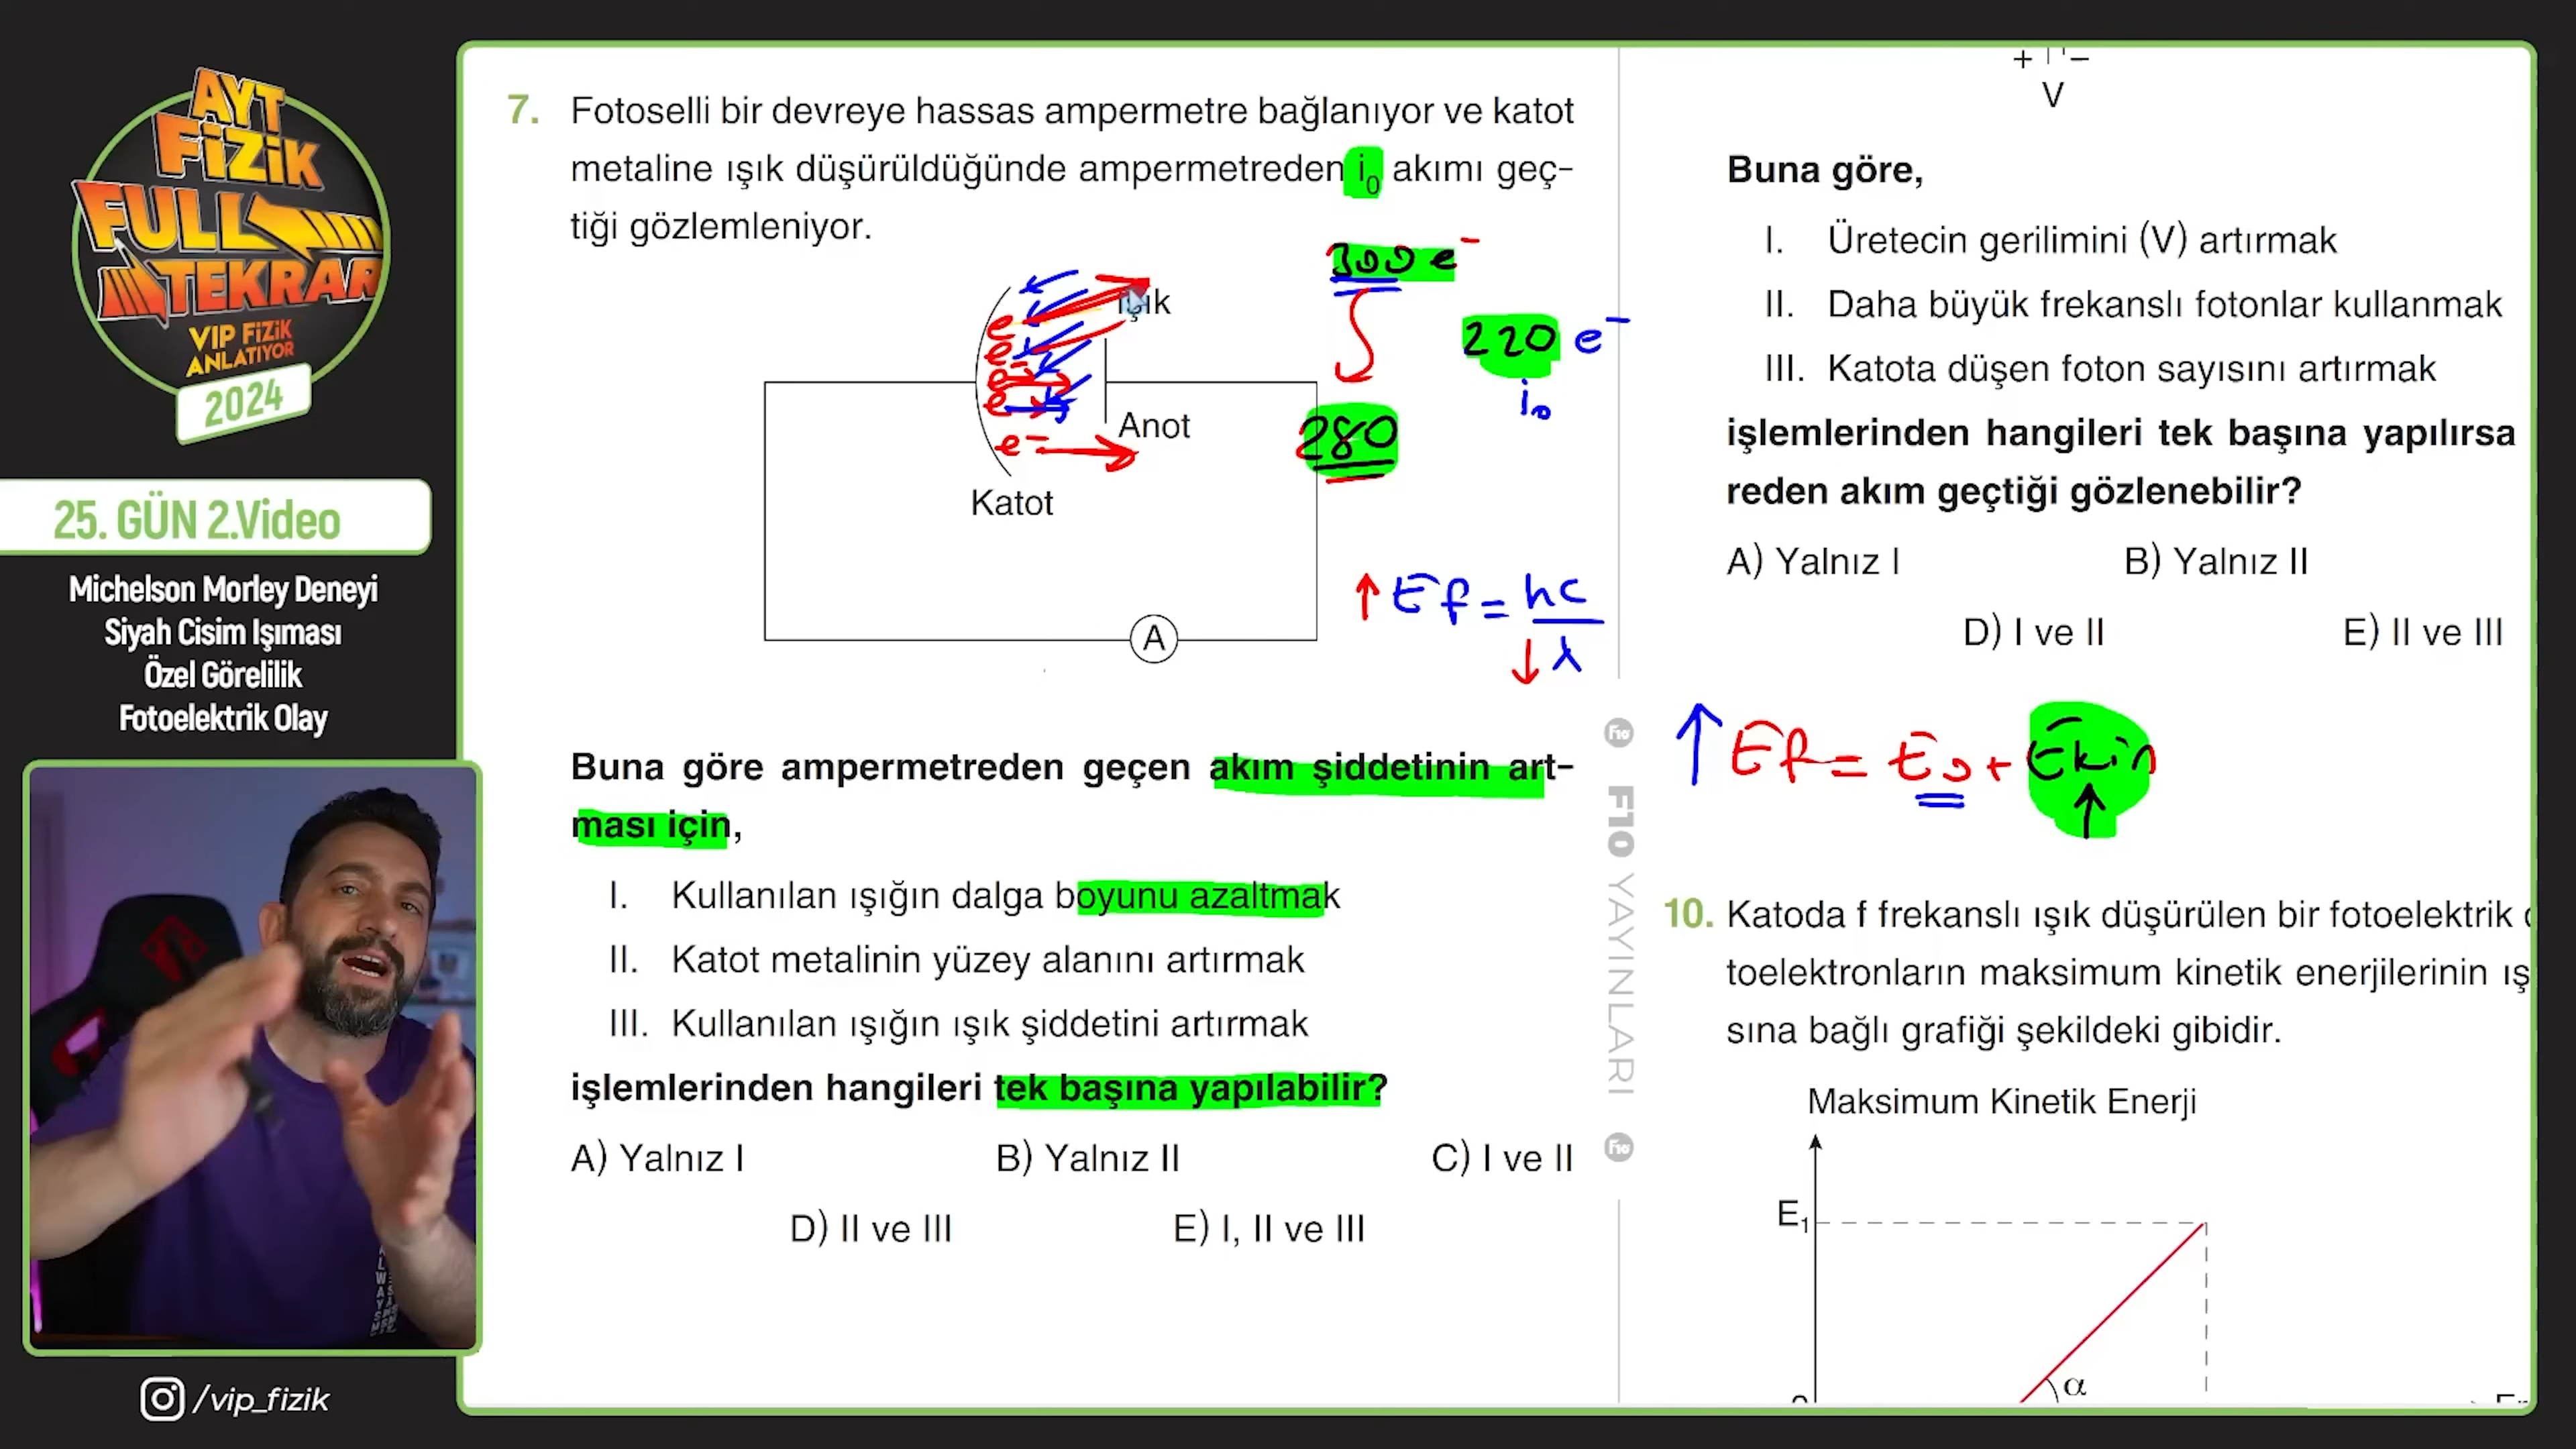 AYT
FiZiK
FULL
TEKRAR
VIP FİZİK
ANLATIYOR
2024
25. GÜN 2.Video
Michelson Morley Deneyi
Siyah Cisim Işıması
Özel Görelilik
Fotoelektrik Olay
/vip_fizik
7. Fotoselli bir devreye hassas ampermetre bağlanıyor ve katot
metaline ışık düşürüldüğünde ampermetreden i₀ akımı geç-
tiği gözlemleniyor.
300 e⁻
Işık
220 e⁻
i₀
e
e
e⁻
e
e⁻
Anot
280
Katot
A
↑ Ef = hc
↓ λ
Buna göre ampermetreden geçen akım şiddetinin art-
ması için,
I. Kullanılan ışığın dalga boyunu azaltmak
II. Katot metalinin yüzey alanını artırmak
III. Kullanılan ışığın ışık şiddetini artırmak
işlemlerinden hangileri tek başına yapılabilir?
A) Yalnız I B) Yalnız II C) I ve II
D) II ve III E) I, II ve III
F10
F10 YAYINLARI
F10
+ −
V
Buna göre,
I. Üretecin gerilimini (V) artırmak
II. Daha büyük frekanslı fotonlar kullanmak
III. Katota düşen foton sayısını artırmak
işlemlerinden hangileri tek başına yapılırsa
reden akım geçtiği gözlenebilir?
A) Yalnız I B) Yalnız II
D) I ve II E) II ve III
↑ Ef = E₀ + Ekin
↑
10. Katoda f frekanslı ışık düşürülen bir fotoelektrik
toelektronların maksimum kinetik enerjilerinin ış
sına bağlı grafiği şekildeki gibidir.
Maksimum Kinetik Enerji
E₁
α